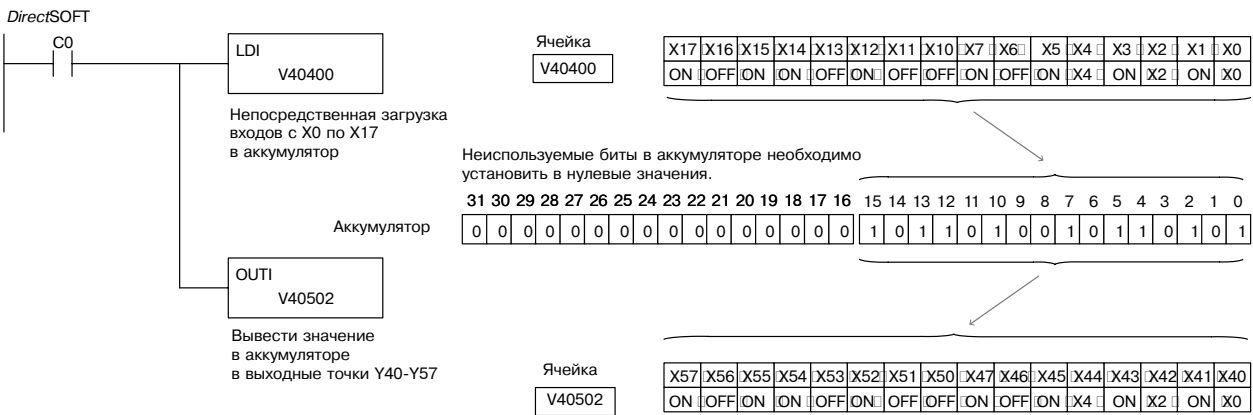 DirectSOFT
C0
LDI
V40400
Непосредственная загрузка
входов с X0 по X17
в аккумулятор
Ячейка
V40400
X17 X16 X15 X14 X13 X12 X11 X10 X7 X6 X5 X4 X3 X2 X1 X0
ON OFF ON ON OFF ON OFF OFF ON OFF ON X4 ON X2 ON X0
Неиспользуемые биты в аккумуляторе необходимо
установить в нулевые значения.
31 30 29 28 27 26 25 24 23 22 21 20 19 18 17 16 15 14 13 12 11 10 9 8 7 6 5 4 3 2 1 0
Аккумулятор
0 0 0 0 0 0 0 0 0 0 0 0 0 0 0 0 1 0 1 1 0 1 0 0 1 0 1 1 0 1 0 1
OUTI
V40502
Вывести значение
в аккумуляторе
в выходные точки Y40-Y57
Ячейка
V40502
X57 X56 X55 X54 X53 X52 X51 X50 X47 X46 X45 X44 X43 X42 X41 X40
ON OFF ON ON OFF ON OFF OFF ON OFF ON X4 ON X2 ON X0